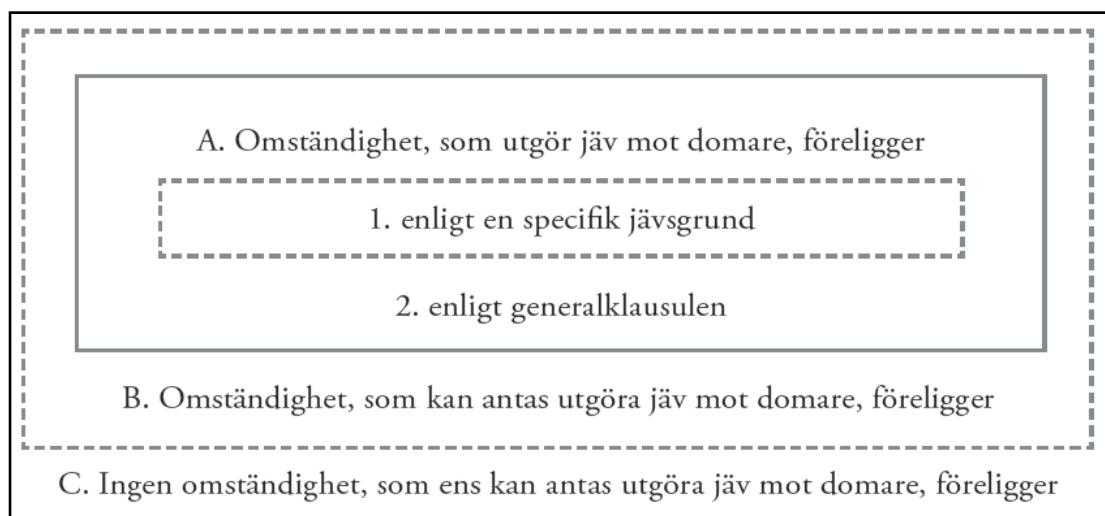 A. Omständighet, som utgör jäv mot domare, föreligger
1. enligt en specifik jävsgrund
2. enligt generalklausulen
B. Omständighet, som kan antas utgöra jäv mot domare, föreligger
C. Ingen omständighet, som ens kan antas utgöra jäv mot domare, föreligger